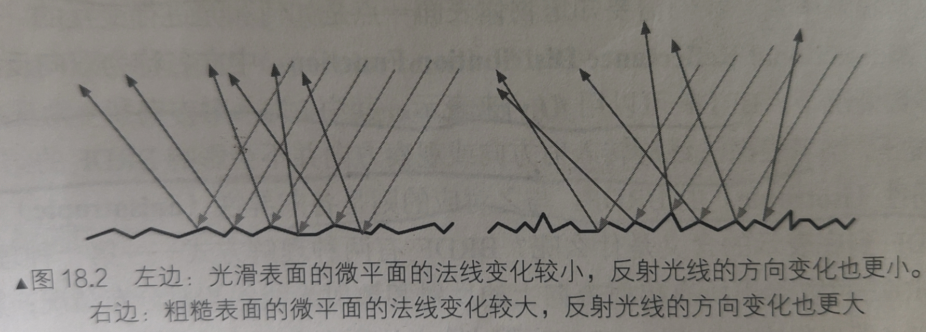 ▲图 18.2 左边：光滑表面的微平面的法线变化较小，反射光线的方向变化也更小。
右边：粗糙表面的微平面的法线变化较大，反射光线的方向变化也更大